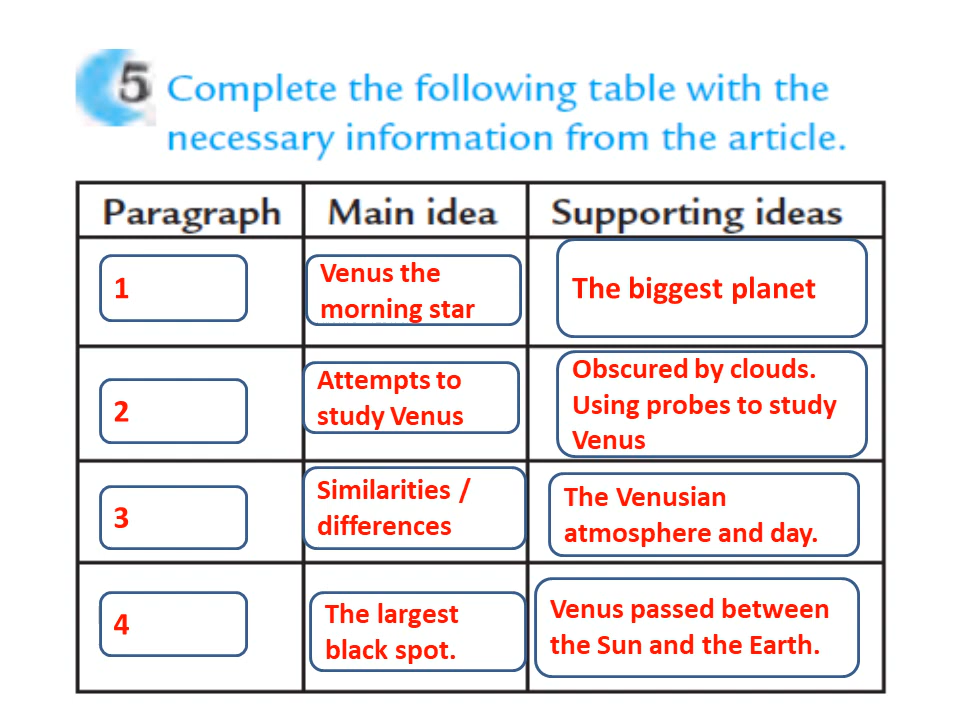 5 Complete the following table with the
necessary information from the article.
Paragraph Main idea Supporting ideas
1
Venus the
morning star
The biggest planet
2
Attempts to
study Venus
Obscured by clouds.
Using probes to study
Venus
3
Similarities /
differences
The Venusian
atmosphere and day.
4
The largest
black spot.
Venus passed between
the Sun and the Earth.